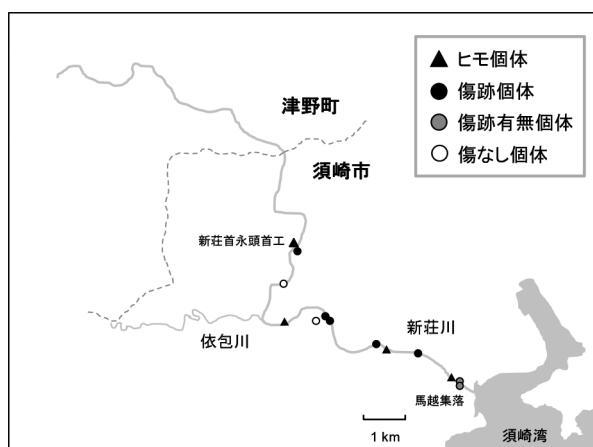 ヒモ個体
傷跡個体
傷跡有無個体
傷なし個体
津野町
須崎市
新荘首永頭首工
新荘川
依包川
馬越集落
1 km
須崎湾